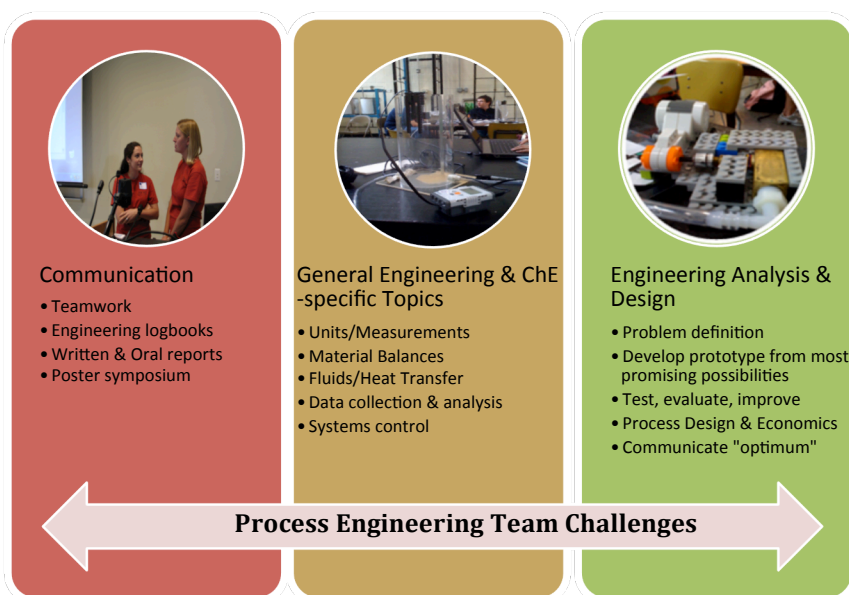 Communication
• Teamwork
• Engineering logbooks
• Written & Oral reports
• Poster symposium
General Engineering & ChE
-specific Topics
• Units/Measurements
• Material Balances
• Fluids/Heat Transfer
• Data collection & analysis
• Systems control
Engineering Analysis &
Design
• Problem definition
• Develop prototype from most
promising possibilities
• Test, evaluate, improve
• Process Design & Economics
• Communicate "optimum"
Process Engineering Team Challenges